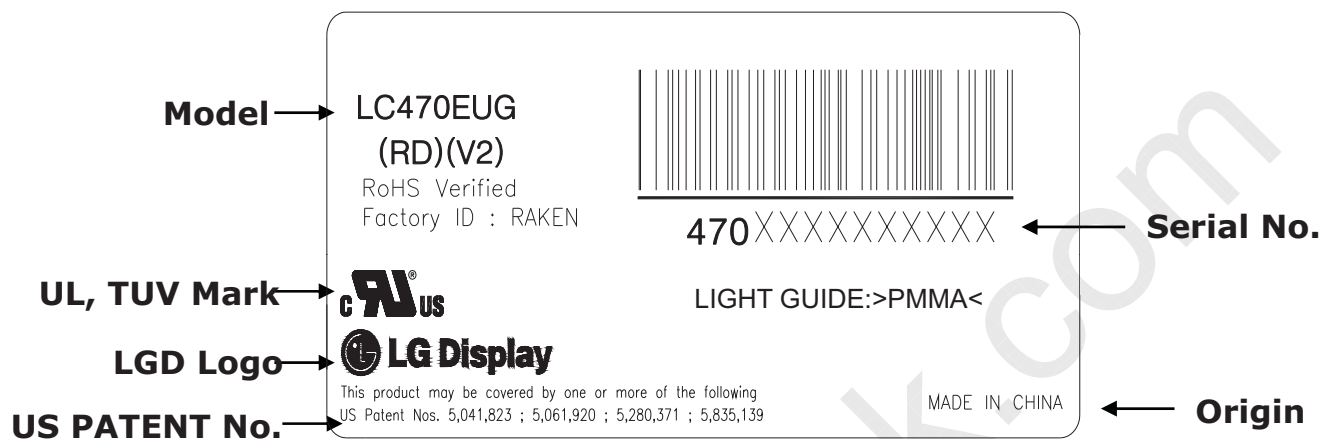 Model
LC470EUG
(RD)(V2)
RoHS Verified
Factory ID : RAKEN
470XXXXXXXXXX
Serial No.
UL, TUV Mark
c RU ® US
LIGHT GUIDE:>PMMA<
LGD Logo
LG Display
This product may be covered by one or more of the following
US Patent Nos. 5,041,823 ; 5,061,920 ; 5,280,371 ; 5,835,139
US PATENT No.
MADE IN CHINA
Origin
k.com